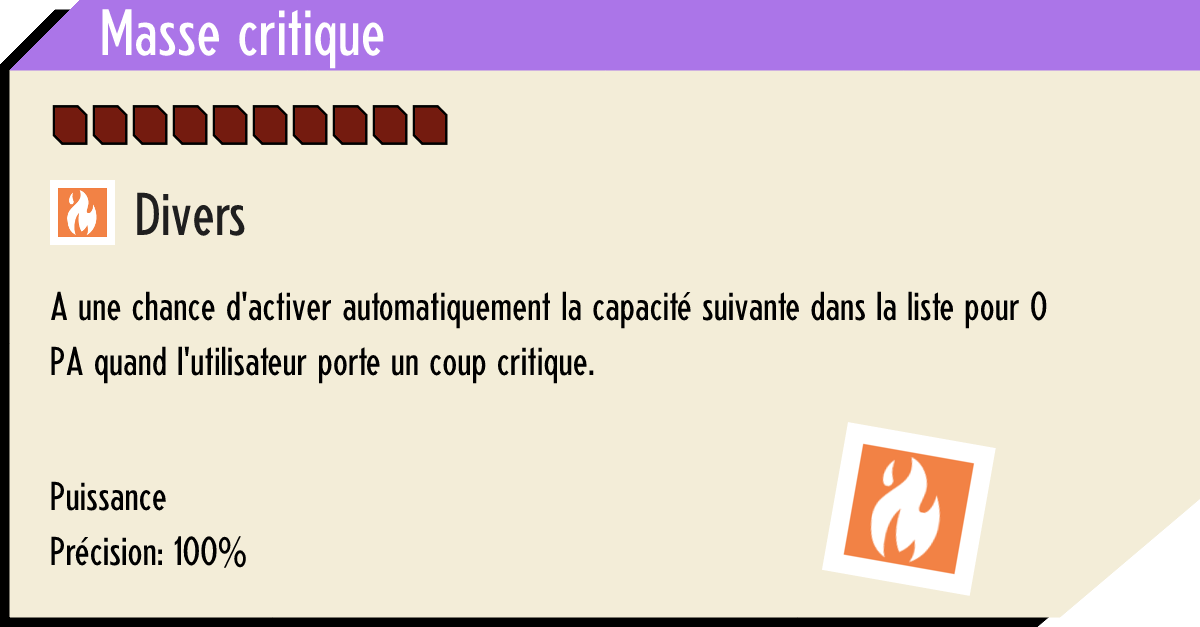 Masse critique
Divers
A une chance d'activer automatiquement la capacité suivante dans la liste pour 0
PA quand l'utilisateur porte un coup critique.
Puissance
Précision: 100%